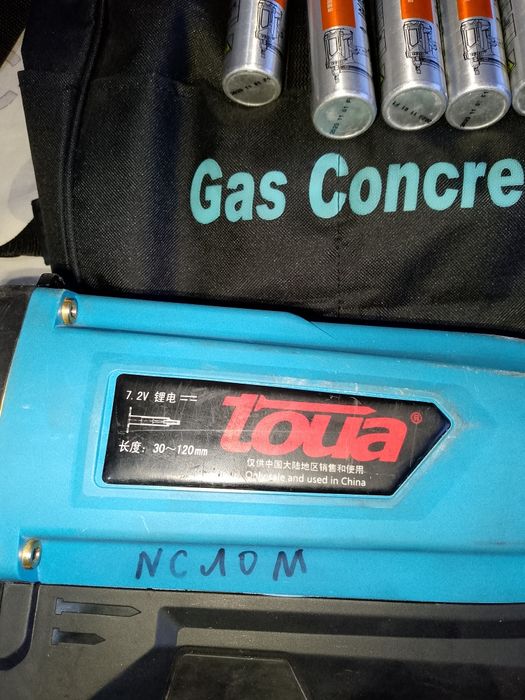 Gas Concre
7.2V 锂电
toua®
长度: 30～120mm
仅供中国大陆地区销售和使用
Only sale and used in China
NC10M